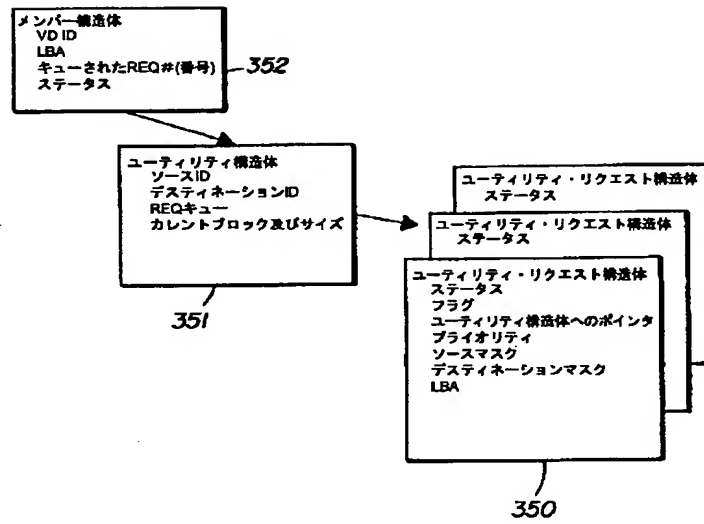 メンバー構造体
VD ID
LBA
キューされたREQ#(番号)
ステータス
352
ユーティリティ構造体
ソースID
デスティネーションID
REQキュー
カレントブロック及びサイズ
351
ユーティリティ・リクエスト構造体
ステータス
ユーティリティ・リクエスト構造体
ステータス
ユーティリティ・リクエスト構造体
ステータス
フラグ
ユーティリティ構造体へのポインタ
プライオリティ
ソースマスク
デスティネーションマスク
LBA
350